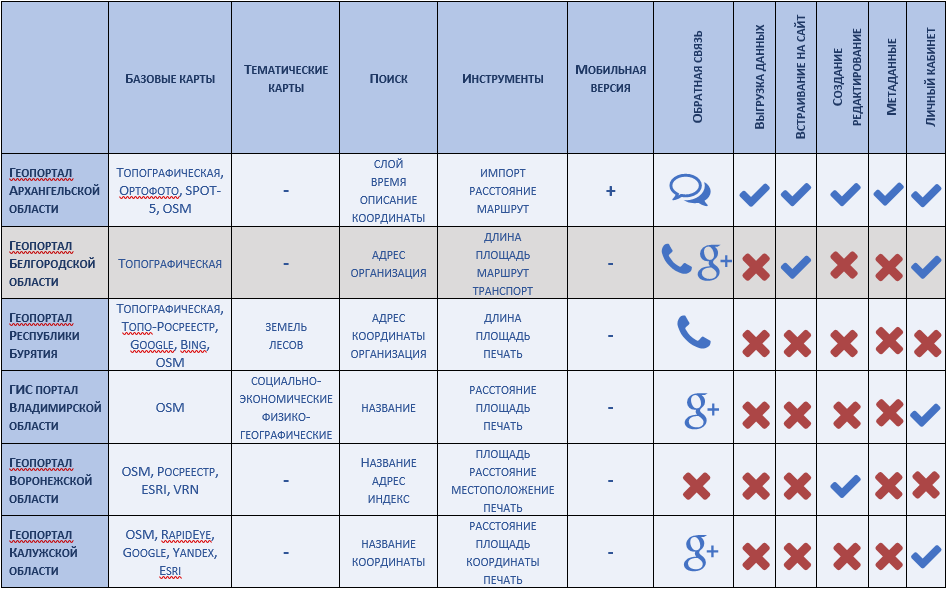 Базовые карты
Тематические
карты
Поиск
Инструменты
Мобильная
версия
Обратная связь
Выгрузка данных
Встраивание на сайт
Создание
редактирование
Метаданные
Личный кабинет
Геопортал
Архангельской
области
Топографическая,
Ортофото, SPOT-
5, OSM
-
слой
время
описание
координаты
импорт
расстояние
маршрут
+
Геопортал
Белгородской
области
Топографическая
-
адрес
организация
длина
площадь
маршрут
транспорт
-
g+
Геопортал
Республики
Бурятия
Топографическая,
Топо-Росреестр,
Google, Bing,
OSM
земель
лесов
адрес
координаты
организация
длина
площадь
печать
-
ГИС портал
Владимирской
области
OSM
социально-
экономические
физико-
географические
название
расстояние
площадь
печать
-
g+
Геопортал
Воронежской
области
OSM, Росреестр,
ESRI, VRN
-
Название
адрес
индекс
площадь
расстояние
местоположение
печать
-
Геопортал
Калужской
области
OSM, RapidEye,
Google, Yandex,
Esri
-
название
координаты
расстояние
площадь
координаты
печать
-
g+